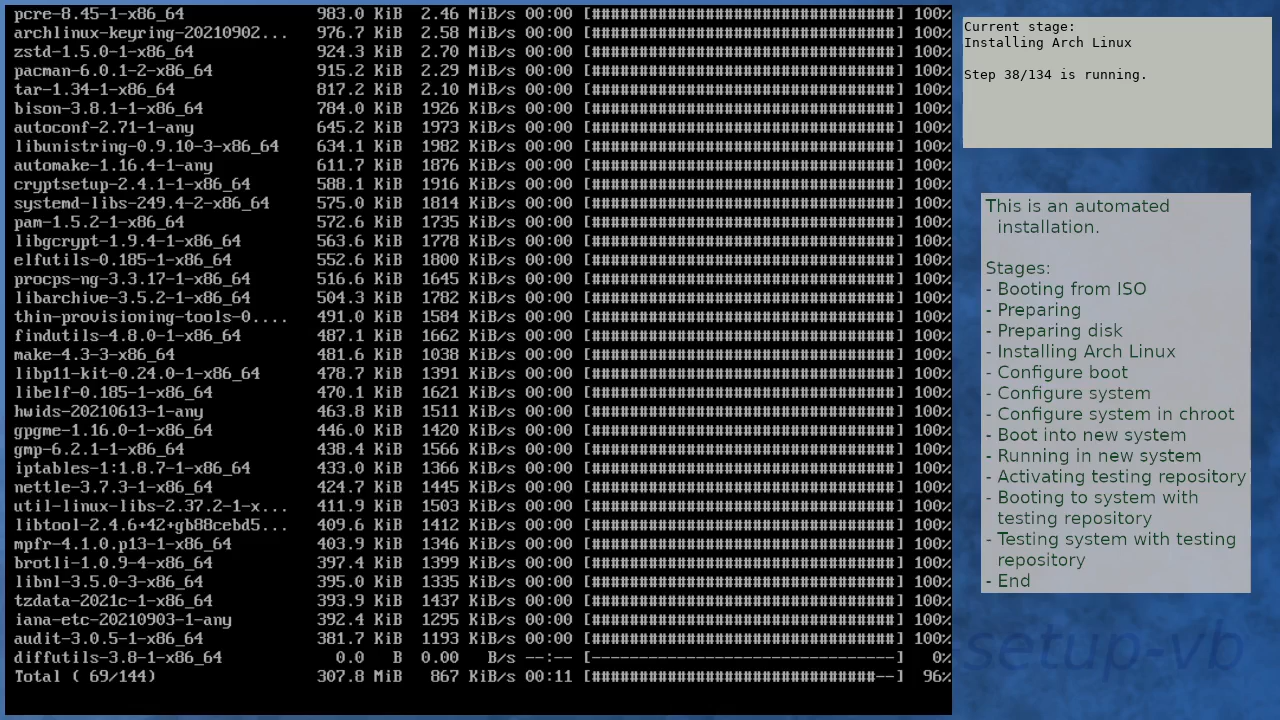 pcre-8.45-1-x86_64 983.0 KiB 2.46 MiB/s 00:00 [################################] 100%
archlinux-keyring-20210902... 976.7 KiB 2.58 MiB/s 00:00 [################################] 100%
zstd-1.5.0-1-x86_64 924.3 KiB 2.70 MiB/s 00:00 [################################] 100%
pacman-6.0.1-2-x86_64 915.2 KiB 2.29 MiB/s 00:00 [################################] 100%
tar-1.34-1-x86_64 817.2 KiB 2.10 MiB/s 00:00 [################################] 100%
bison-3.8.1-1-x86_64 784.0 KiB 1926 KiB/s 00:00 [################################] 100%
autoconf-2.71-1-any 645.2 KiB 1973 KiB/s 00:00 [################################] 100%
libunistring-0.9.10-3-x86_64 634.1 KiB 1982 KiB/s 00:00 [################################] 100%
automake-1.16.4-1-any 611.7 KiB 1876 KiB/s 00:00 [################################] 100%
cryptsetup-2.4.1-1-x86_64 588.1 KiB 1916 KiB/s 00:00 [################################] 100%
systemd-libs-249.4-2-x86_64 575.0 KiB 1814 KiB/s 00:00 [################################] 100%
pam-1.5.2-1-x86_64 572.6 KiB 1735 KiB/s 00:00 [################################] 100%
libgcrypt-1.9.4-1-x86_64 563.6 KiB 1778 KiB/s 00:00 [################################] 100%
elfutils-0.185-1-x86_64 552.6 KiB 1800 KiB/s 00:00 [################################] 100%
procps-ng-3.3.17-1-x86_64 516.6 KiB 1645 KiB/s 00:00 [################################] 100%
libarchive-3.5.2-1-x86_64 504.3 KiB 1782 KiB/s 00:00 [################################] 100%
thin-provisioning-tools-0.... 491.0 KiB 1584 KiB/s 00:00 [################################] 100%
findutils-4.8.0-1-x86_64 487.1 KiB 1662 KiB/s 00:00 [################################] 100%
make-4.3-3-x86_64 481.6 KiB 1038 KiB/s 00:00 [################################] 100%
libp11-kit-0.24.0-1-x86_64 478.7 KiB 1391 KiB/s 00:00 [################################] 100%
libelf-0.185-1-x86_64 470.1 KiB 1621 KiB/s 00:00 [################################] 100%
hwids-20210613-1-any 463.8 KiB 1511 KiB/s 00:00 [################################] 100%
gpgme-1.16.0-1-x86_64 446.0 KiB 1420 KiB/s 00:00 [################################] 100%
gmp-6.2.1-1-x86_64 438.4 KiB 1566 KiB/s 00:00 [################################] 100%
iptables-1:1.8.7-1-x86_64 433.0 KiB 1366 KiB/s 00:00 [################################] 100%
nettle-3.7.3-1-x86_64 424.7 KiB 1445 KiB/s 00:00 [################################] 100%
util-linux-libs-2.37.2-1-x... 411.9 KiB 1503 KiB/s 00:00 [################################] 100%
libtool-2.4.6+42+gb88cebd5... 409.6 KiB 1412 KiB/s 00:00 [################################] 100%
mpfr-4.1.0.p13-1-x86_64 403.9 KiB 1346 KiB/s 00:00 [################################] 100%
brotli-1.0.9-4-x86_64 397.4 KiB 1399 KiB/s 00:00 [################################] 100%
libnl-3.5.0-3-x86_64 395.0 KiB 1335 KiB/s 00:00 [################################] 100%
tzdata-2021c-1-x86_64 393.9 KiB 1437 KiB/s 00:00 [################################] 100%
iana-etc-20210903-1-any 392.4 KiB 1295 KiB/s 00:00 [################################] 100%
audit-3.0.5-1-x86_64 381.7 KiB 1193 KiB/s 00:00 [################################] 100%
diffutils-3.8-1-x86_64 0.0 B 0.00 B/s --:-- [--------------------------------] 0%
Total ( 69/144) 307.8 MiB 867 KiB/s 00:11 [##############################--] 96%
Current stage:
Installing Arch Linux
Step 38/134 is running.
This is an automated
installation.
Stages:
- Booting from ISO
- Preparing
- Preparing disk
- Installing Arch Linux
- Configure boot
- Configure system
- Configure system in chroot
- Boot into new system
- Running in new system
- Activating testing repository
- Booting to system with
testing repository
- Testing system with testing
repository
- End
setup-vb